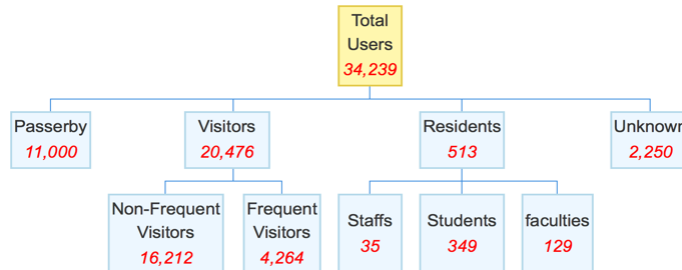 Total
Users
34,239
Passerby
11,000
Visitors
20,476
Residents
513
Unknown
2,250
Non-Frequent
Visitors
16,212
Frequent
Visitors
4,264
Staffs
35
Students
349
faculties
129